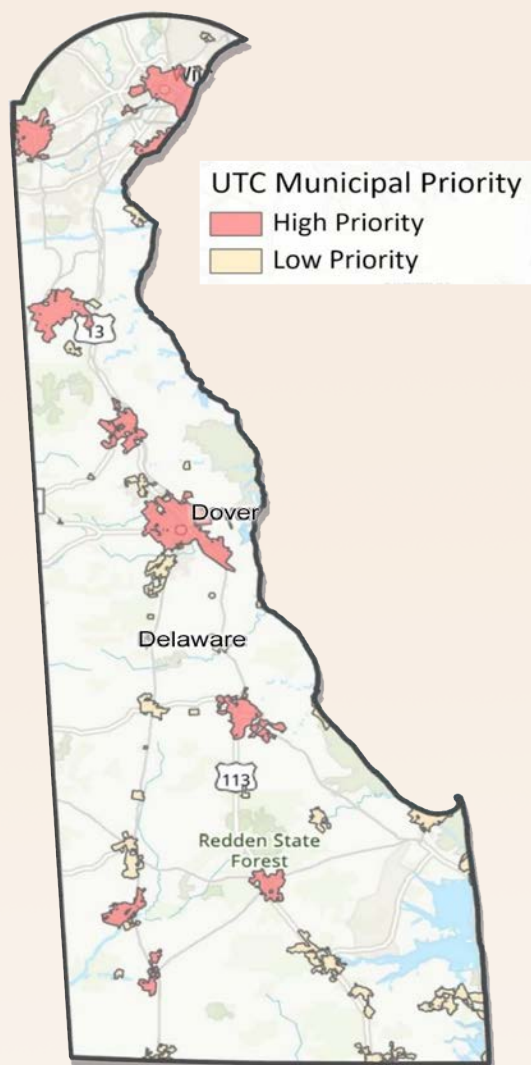 UTC Municipal Priority
High Priority
Low Priority
13
Dover
Delaware
113
Redden State
Forest